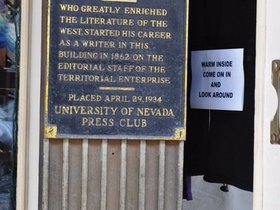 WHO GREATLY ENRICHED
THE LITERATURE OF THE
WEST, STARTED HIS CAREER
AS A WRITER IN THIS
BUILDING IN 1862 ON THE
EDITORIAL STAFF OF THE
TERRITORIAL ENTERPRISE
PLACED APRIL 29, 1934
UNIVERSITY OF NEVADA
PRESS CLUB
WARM INSIDE
COME ON IN
AND
LOOK AROUND